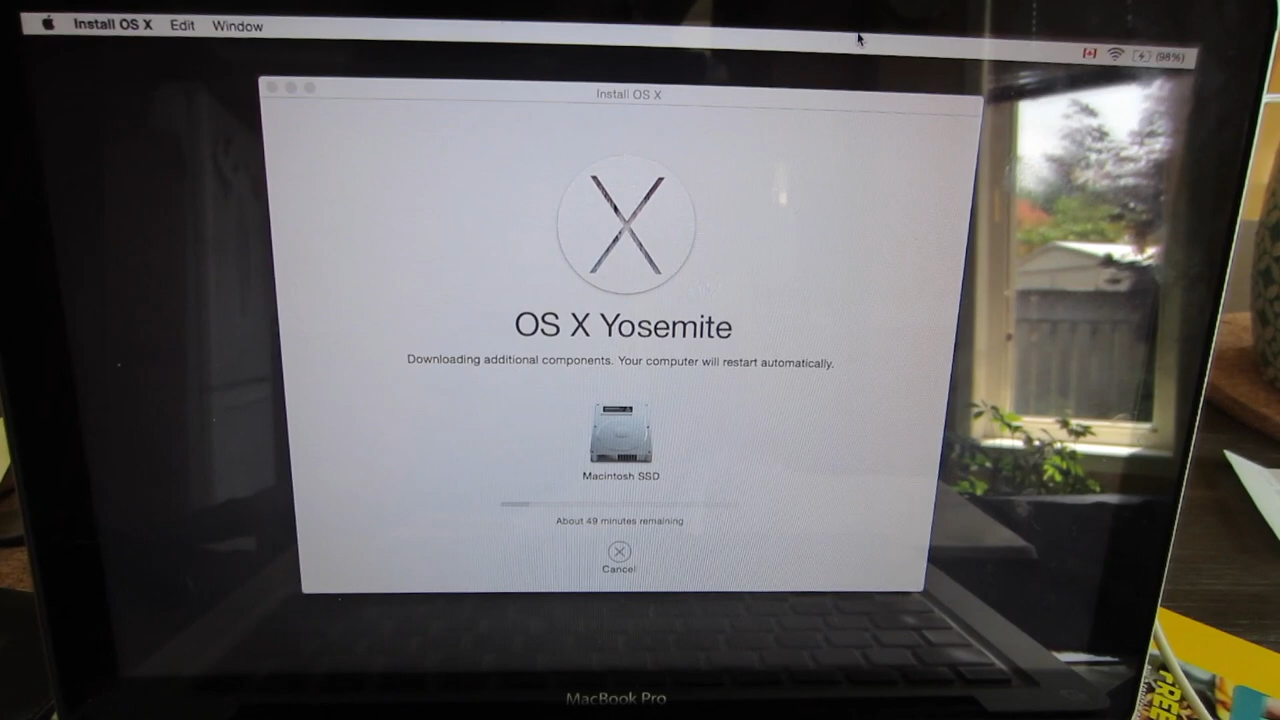 Install OS X Edit Window (98%)
Install OS X
OS X Yosemite
Downloading additional components. Your computer will restart automatically.
Macintosh SSD
About 49 minutes remaining
Cancel
MacBook Pro
FREE